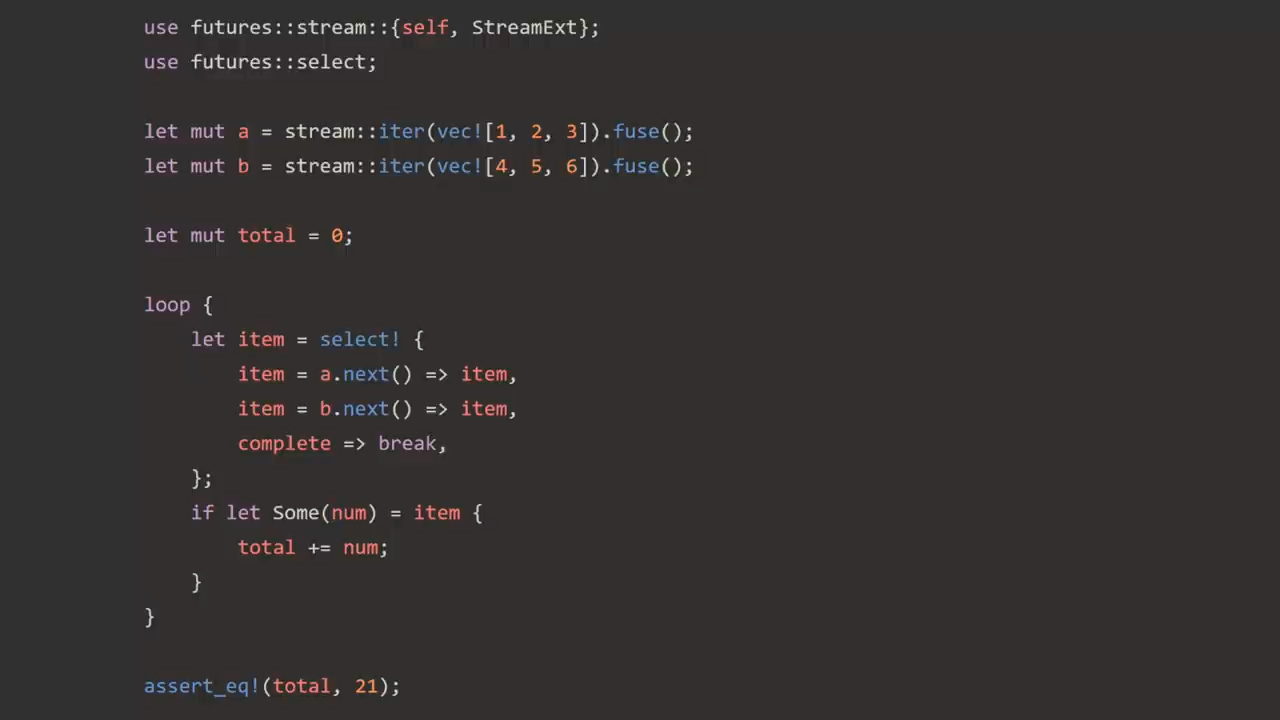 use futures::stream::{self, StreamExt};
use futures::select;
let mut a = stream::iter(vec![1, 2, 3]).fuse();
let mut b = stream::iter(vec![4, 5, 6]).fuse();
let mut total = 0;
loop {
    let item = select! {
        item = a.next() => item,
        item = b.next() => item,
        complete => break,
    };
    if let Some(num) = item {
        total += num;
    }
}
assert_eq!(total, 21);